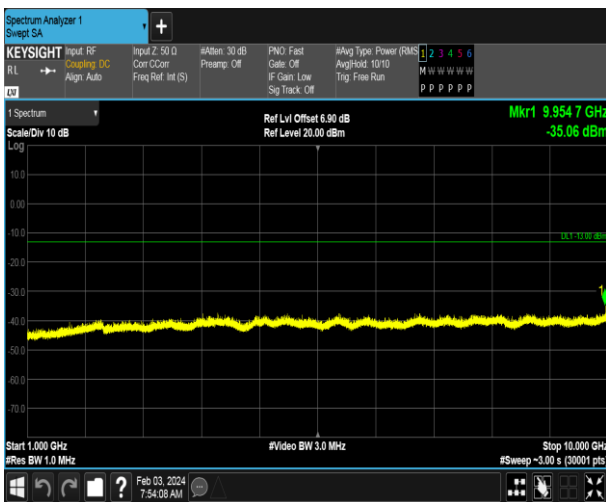 Spectrum Analyzer 1
Swept SA
+
KEYSIGHT
RL
LXI
Input: RF
Coupling: DC
Align: Auto
Input Z: 50 Ω
Corr CCorr
Freq Ref: Int (S)
#Atten: 30 dB
Preamp: Off
PNO: Fast
Gate: Off
IF Gain: Low
Sig Track: Off
#Avg Type: Power (RMS
Avg|Hold: 10/10
Trig: Free Run
1 2 3 4 5 6
M W W W W W
P P P P P P
1 Spectrum
Scale/Div 10 dB
Log
Ref Lvl Offset 6.90 dB
Ref Level 20.00 dBm
Mkr1 9.954 7 GHz
-35.06 dBm
10.0
0.00
-10.0
DL1 -13.00 dBm
-20.0
-30.0
1
-40.0
-50.0
-60.0
-70.0
Start 1.000 GHz
#Res BW 1.0 MHz
#Video BW 3.0 MHz
Stop 10.000 GHz
#Sweep ~3.00 s (30001 pts)
?
Feb 03, 2024
7:54:08 AM